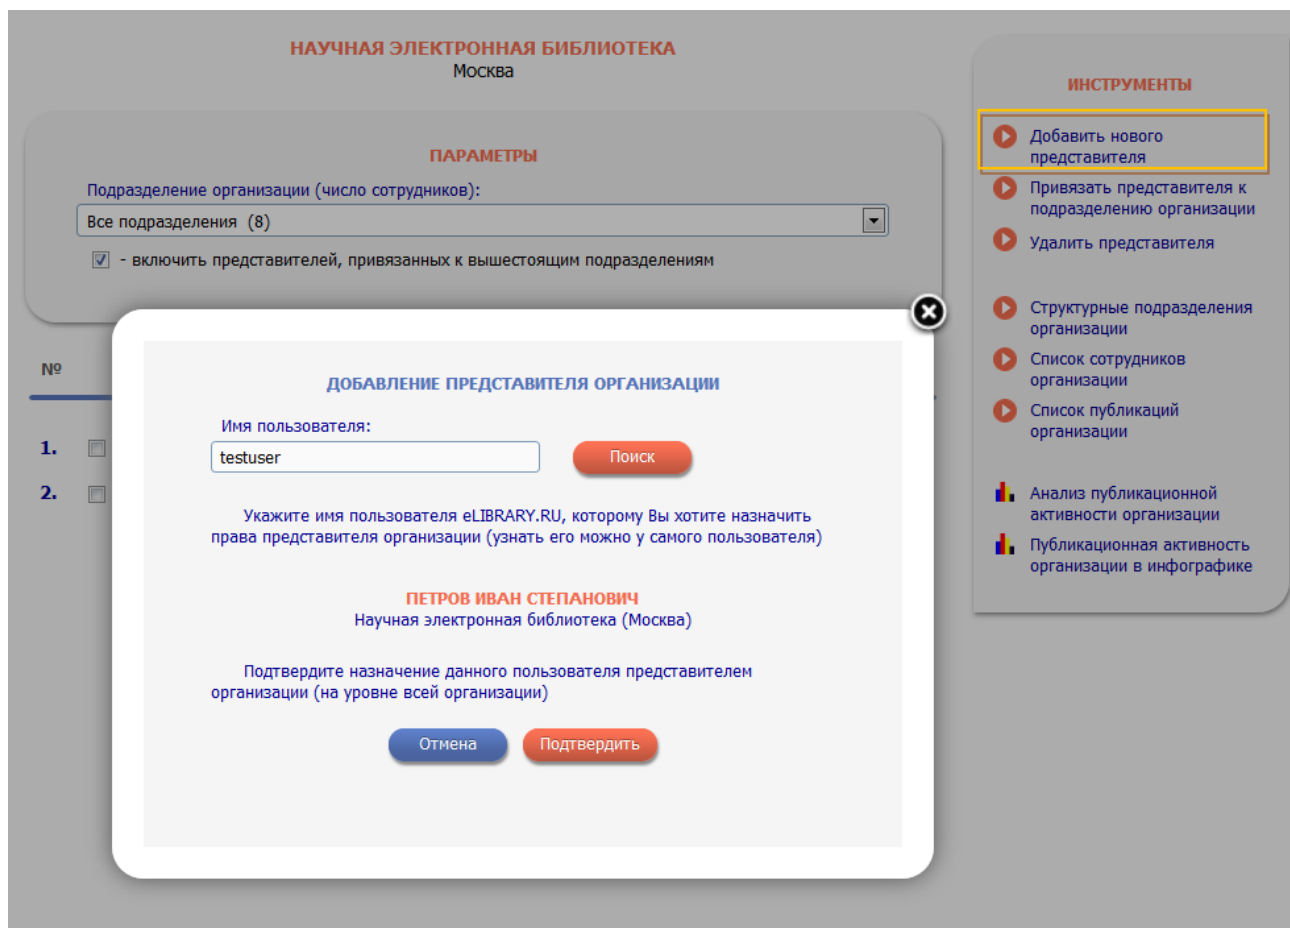 НАУЧНАЯ ЭЛЕКТРОННАЯ БИБЛИОТЕКА
Москва
ПАРАМЕТРЫ
Подразделение организации (число сотрудников):
Все подразделения (8)
- включить представителей, привязанных к вышестоящим подразделениям
№
1.
2.
ДОБАВЛЕНИЕ ПРЕДСТАВИТЕЛЯ ОРГАНИЗАЦИИ
Имя пользователя:
testuser
Поиск
Укажите имя пользователя eLIBRARY.RU, которому Вы хотите назначить
права представителя организации (узнать его можно у самого пользователя)
ПЕТРОВ ИВАН СТЕПАНОВИЧ
Научная электронная библиотека (Москва)
Подтвердите назначение данного пользователя представителем
организации (на уровне всей организации)
Отмена
Подтвердить
ИНСТРУМЕНТЫ
Добавить нового
представителя
Привязать представителя к
подразделению организации
Удалить представителя
Структурные подразделения
организации
Список сотрудников
организации
Список публикаций
организации
Анализ публикационной
активности организации
Публикационная активность
организации в инфографике